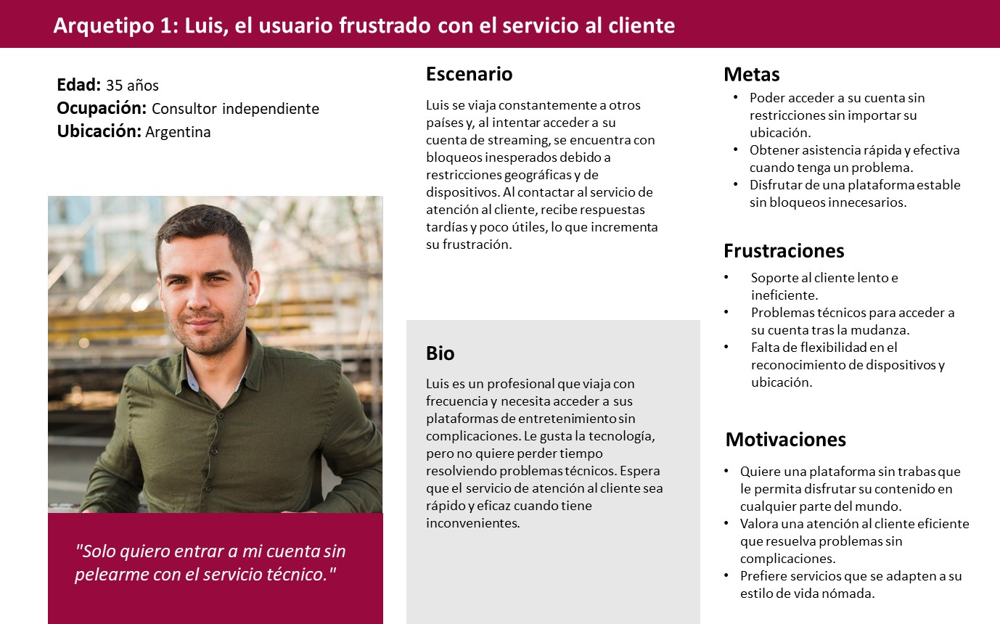 Arquetipo 1: Luis, el usuario frustrado con el servicio al cliente
Edad: 35 años
Ocupación: Consultor independiente
Ubicación: Argentina
"Solo quiero entrar a mi cuenta sin
pelearme con el servicio técnico."
Escenario
Luis se viaja constantemente a otros
países y, al intentar acceder a su
cuenta de streaming, se encuentra con
bloqueos inesperados debido a
restricciones geográficas y de
dispositivos. Al contactar al servicio de
atención al cliente, recibe respuestas
tardías y poco útiles, lo que incrementa
su frustración.
Bio
Luis es un profesional que viaja con
frecuencia y necesita acceder a sus
plataformas de entretenimiento sin
complicaciones. Le gusta la tecnología,
pero no quiere perder tiempo
resolviendo problemas técnicos. Espera
que el servicio de atención al cliente sea
rápido y eficaz cuando tiene
inconvenientes.
Metas
• Poder acceder a su cuenta sin
restricciones sin importar su
ubicación.
• Obtener asistencia rápida y efectiva
cuando tenga un problema.
• Disfrutar de una plataforma estable
sin bloqueos innecesarios.
Frustraciones
• Soporte al cliente lento e
ineficiente.
• Problemas técnicos para acceder a
su cuenta tras la mudanza.
• Falta de flexibilidad en el
reconocimiento de dispositivos y
ubicación.
Motivaciones
• Quiere una plataforma sin trabas que
le permita disfrutar su contenido en
cualquier parte del mundo.
• Valora una atención al cliente eficiente
que resuelva problemas sin
complicaciones.
• Prefiere servicios que se adapten a su
estilo de vida nómada.